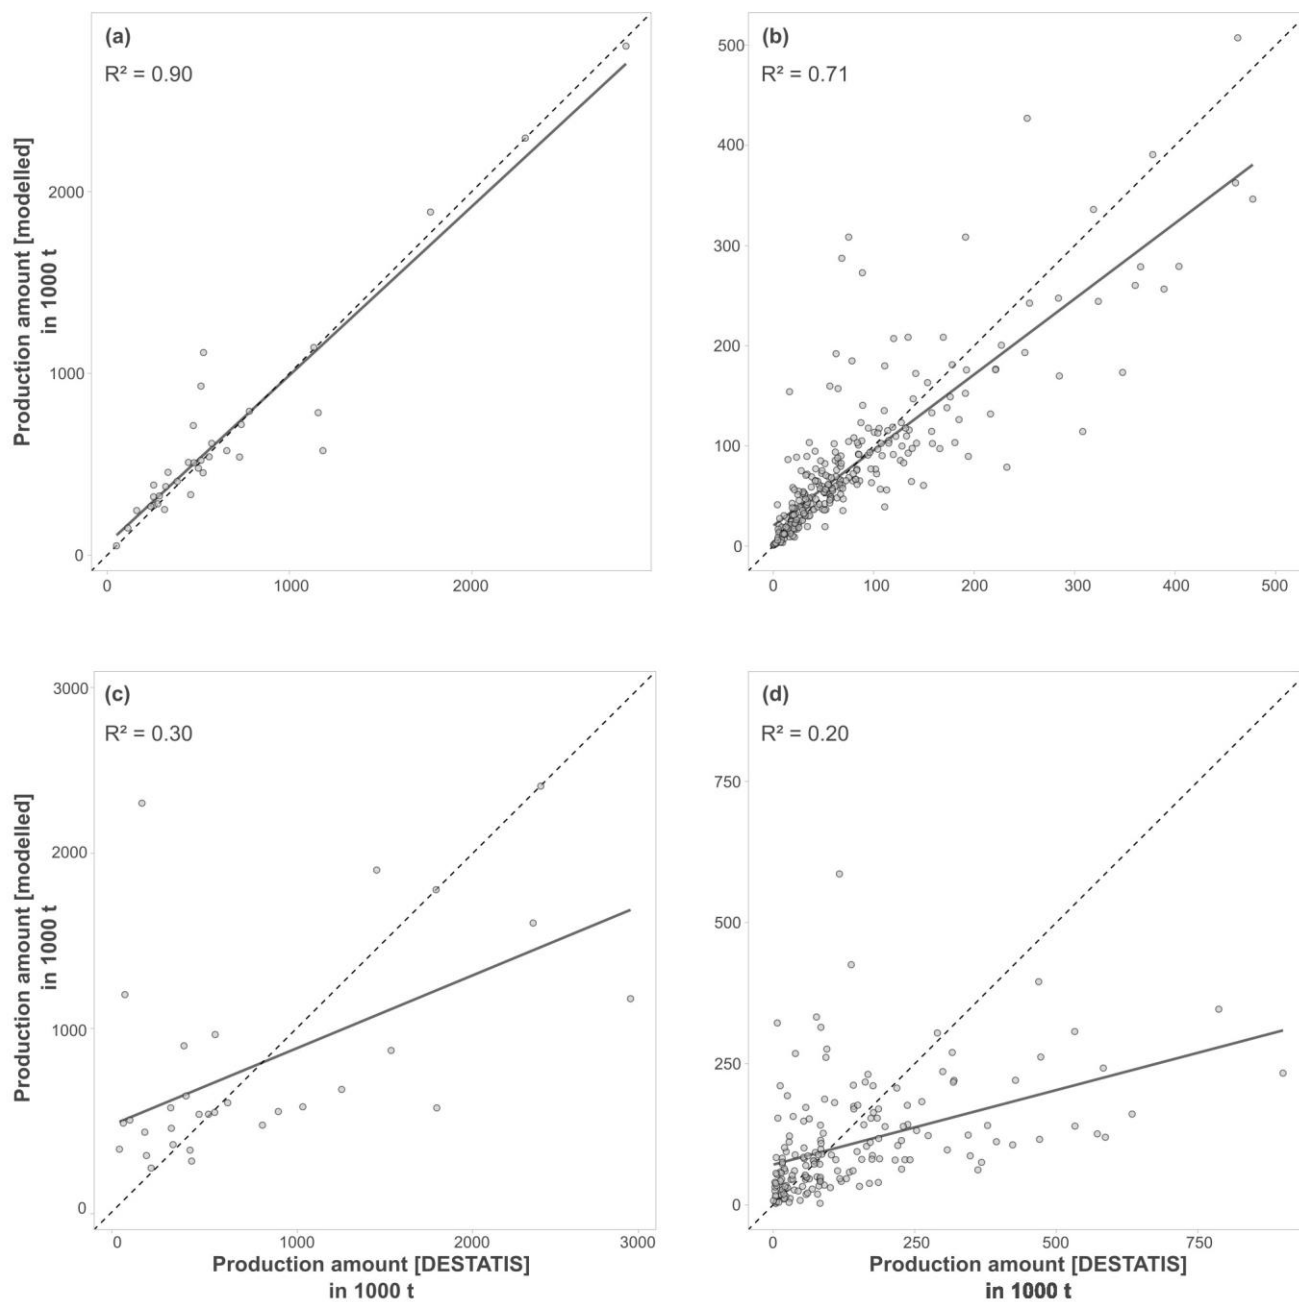 (a)
R² = 0.90
Production amount [modelled]
in 1000 t
2000
1000
0
0
1000
2000
(b)
R² = 0.71
500
400
300
200
100
0
0
100
200
300
400
500
(c)
R² = 0.30
Production amount [modelled]
in 1000 t
3000
2000
1000
0
0
1000
2000
3000
Production amount [DESTATIS]
in 1000 t
(d)
R² = 0.20
750
500
250
0
0
250
500
750
Production amount [DESTATIS]
in 1000 t